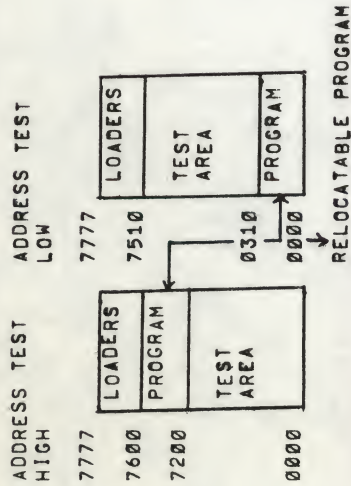 ADDRESS TEST
HIGH
7777
LOADERS
7600
PROGRAM
7200
TEST
AREA
0000
ADDRESS TEST
LOW
7777
LOADERS
7510
TEST
AREA
0310
PROGRAM
0000
RELOCATABLE PROGRAM